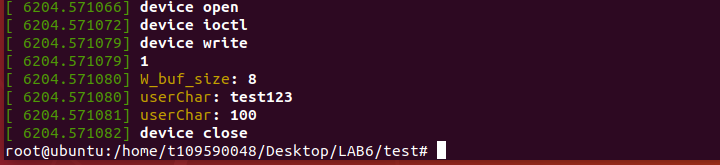 [ 6204.571066] device open
[ 6204.571072] device ioctl
[ 6204.571079] device write
[ 6204.571079] 1
[ 6204.571080] W_buf_size: 8
[ 6204.571080] userChar: test123
[ 6204.571081] userChar: 100
[ 6204.571082] device close
root@ubuntu:/home/t109590048/Desktop/LAB6/test#